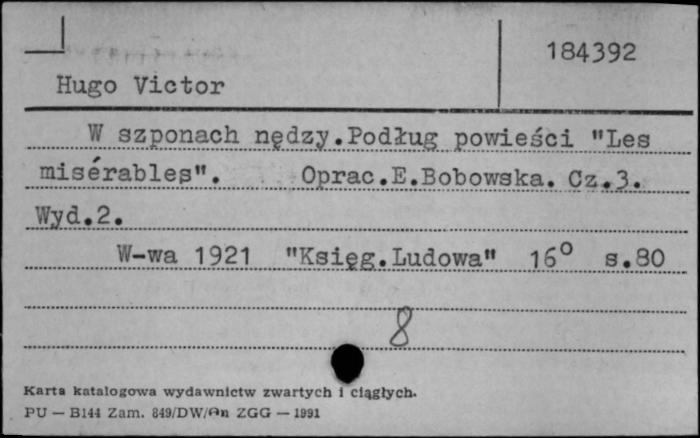 184392
Hugo Victor
W szponach nędzy.Podług powieści "Les
misérables". Oprac.E.Bobowska. Cz.3.
Wyd.2.
W-wa 1921 "Księg.Ludowa" 16° s.80
8
Karta katalogowa wydawnictw zwartych i ciągłych.
PU — B144 Zam. 849/DW/ ZGG — 1991